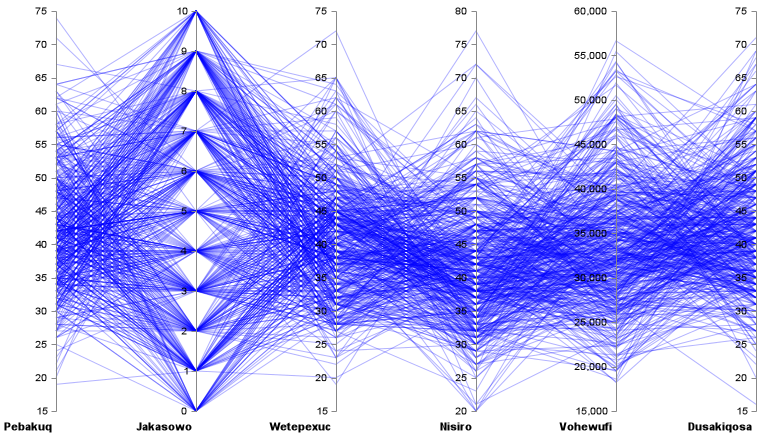 75 10 75 80 60,000 75
70 9 70 75 55,000 70
65 8 65 70 50,000 65
60 7 60 65 45,000 60
55 6 55 60 40,000 55
50 5 50 55 35,000 50
45 4 45 50 30,000 45
40 3 40 45 25,000 40
35 2 35 40 20,000 35
30 1 30 35 15,000 30
25 0 25 30 25
20 20 25 20
15 15 20 15
Pebakuq Jakasowo Wetepexuc Nisiro Vohewufi Dusakiqosa